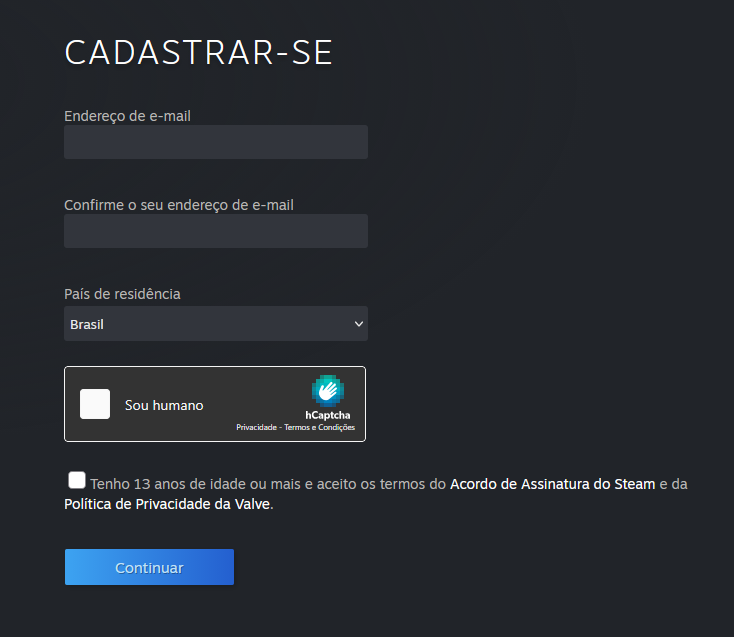 CADASTRAR-SE
Endereço de e-mail
Confirme o seu endereço de e-mail
País de residência
Brasil
Sou humano
hCaptcha
Privacidade - Termos e Condições
Tenho 13 anos de idade ou mais e aceito os termos do Acordo de Assinatura do Steam e da
Política de Privacidade da Valve.
Continuar